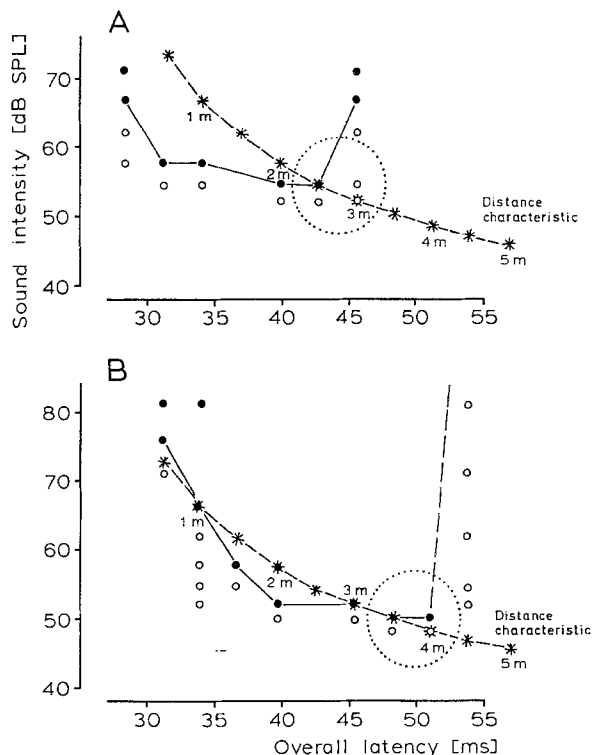 A
Sound intensity [dB SPL]
70
60
50
40
1 m
2 m
3 m
4 m
5 m
Distance
characteristic
30 35 40 45 50 55
B
80
70
60
50
40
1 m
2 m
3 m
4 m
5 m
Distance
characteristic
30 35 40 45 50 55
Overall latency [ms]